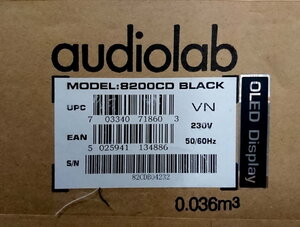 audiolab
MODEL:8200CD BLACK
UPC
7 03340 71860 3
VN
230V
50/60Hz
EAN
5 025941 134886
S/N
82CDB04232
OLED Display
0.036m³